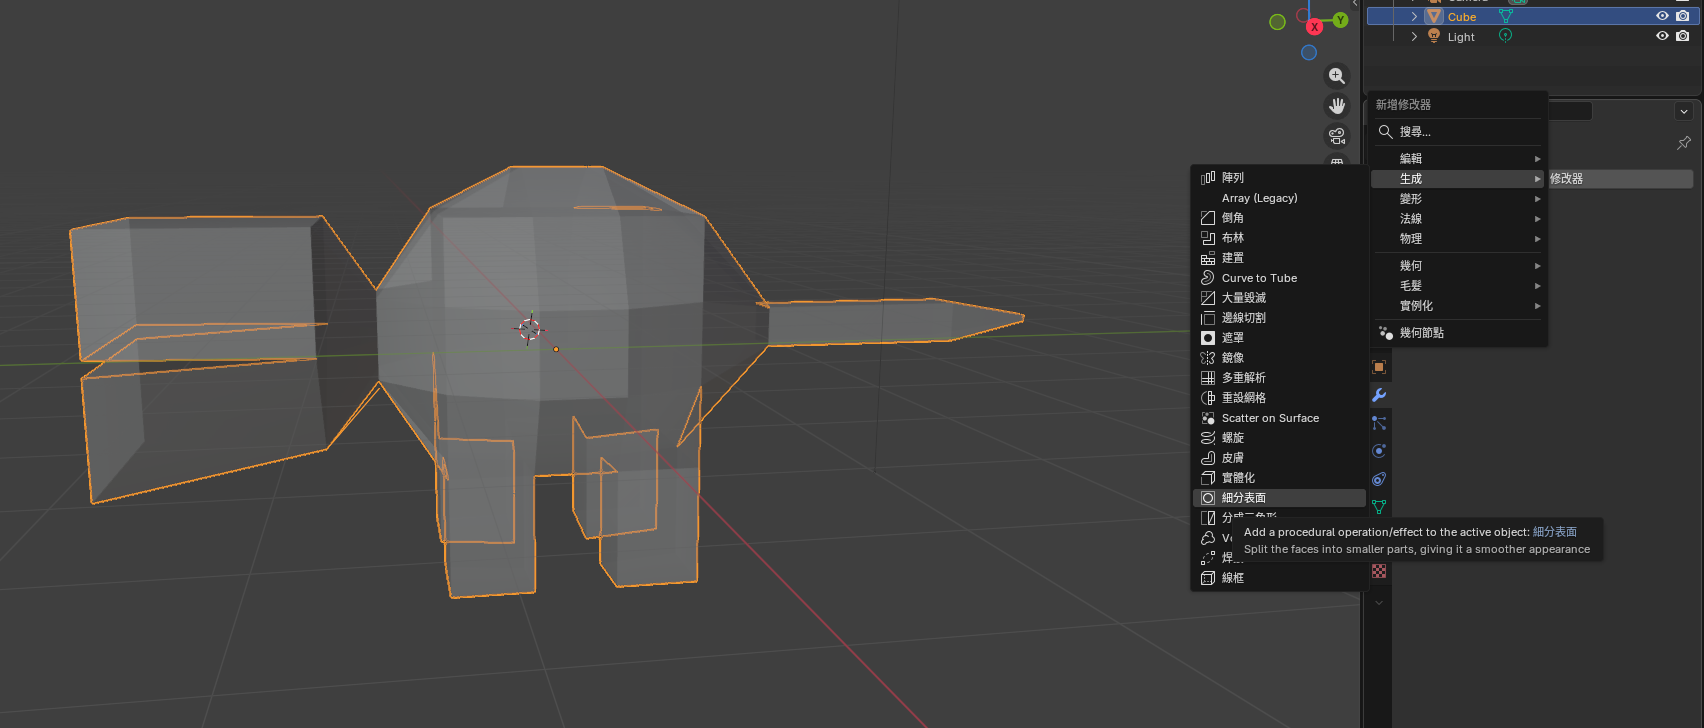 Cube
Light
X
Y
新增修改器
搜尋...
編輯
生成
修改器
變形
法線
物理
幾何
毛髮
實例化
幾何節點
陣列
Array (Legacy)
倒角
布林
建置
Curve to Tube
大量毀滅
邊線切割
遮罩
鏡像
多重解析
重設網格
Scatter on Surface
螺旋
皮膚
實體化
細分表面
Add a procedural operation/effect to the active object: 細分表面
Split the faces into smaller parts, giving it a smoother appearance
線框